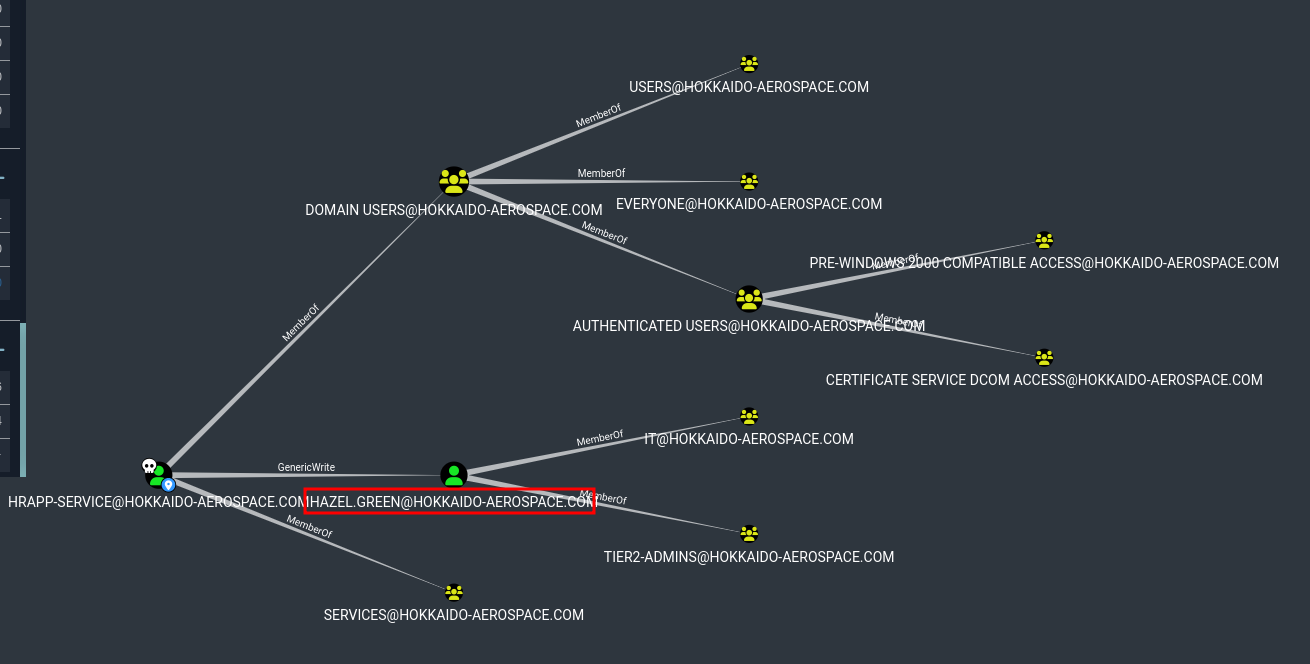 USERS@HOKKAIDO-AEROSPACE.COM
MemberOf
MemberOf
DOMAIN USERS@HOKKAIDO-AEROSPACE.COM
EVERYONE@HOKKAIDO-AEROSPACE.COM
MemberOf
PRE-WINDOWS 2000 COMPATIBLE ACCESS@HOKKAIDO-AEROSPACE.COM
MemberOf
MemberOf
AUTHENTICATED USERS@HOKKAIDO-AEROSPACE.COM
MemberOf
CERTIFICATE SERVICE DCOM ACCESS@HOKKAIDO-AEROSPACE.COM
MemberOf
IT@HOKKAIDO-AEROSPACE.COM
GenericWrite
HRAPP-SERVICE@HOKKAIDO-AEROSPACE.COM
HAZEL.GREEN@HOKKAIDO-AEROSPACE.COM
MemberOf
MemberOf
TIER2-ADMINS@HOKKAIDO-AEROSPACE.COM
SERVICES@HOKKAIDO-AEROSPACE.COM